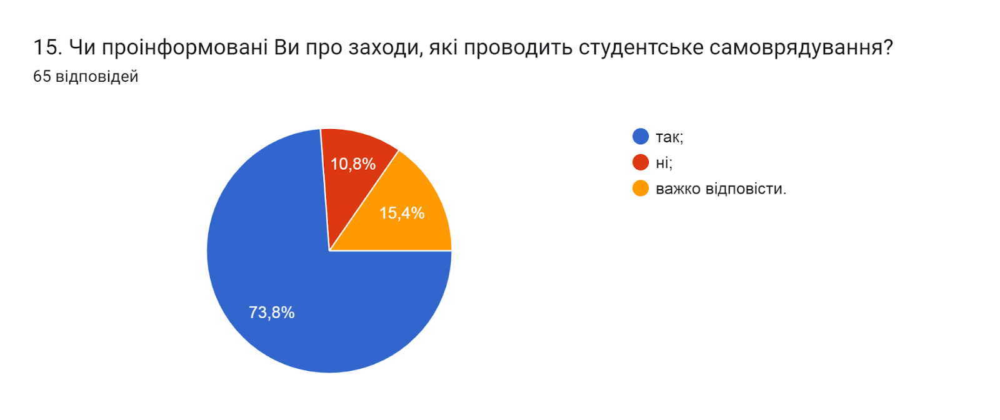 15. Чи проінформовані Ви про заходи, які проводить студентське самоврядування?
65 відповідей
так;
ні;
важко відповісти.
10,8%
15,4%
73,8%